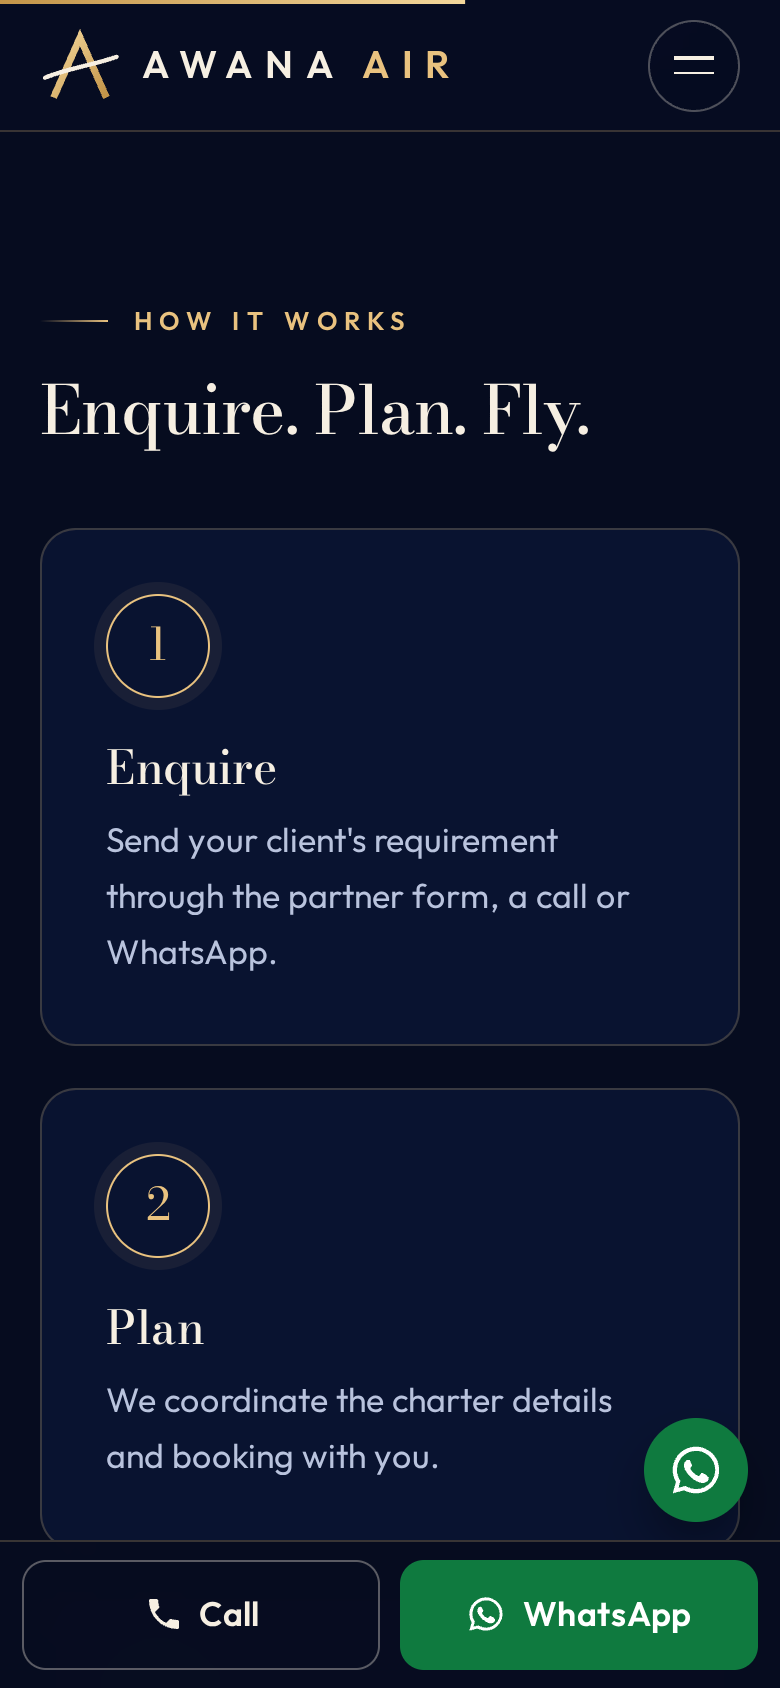 AWANA AIR
HOW IT WORKS
Enquire. Plan. Fly.
1
Enquire
Send your client's requirement
through the partner form, a call or
WhatsApp.
2
Plan
We coordinate the charter details
and booking with you.
Call
WhatsApp